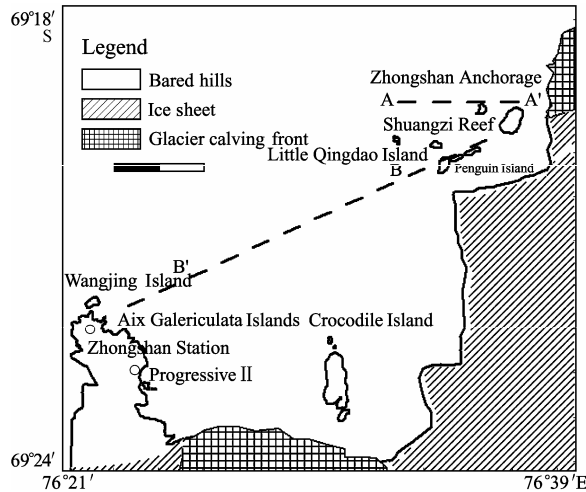 69°18′
S
Legend
Bared hills
Ice sheet
Glacier calving front
Zhongshan Anchorage
A A'
Shuangzi Reef
Little Qingdao Island
B Penguin Island
B'
Wangjing Island
Aix Galericulata Islands Crocodile Island
Zhongshan Station
Progressive II
69°24′
76°21′ 76°39′E